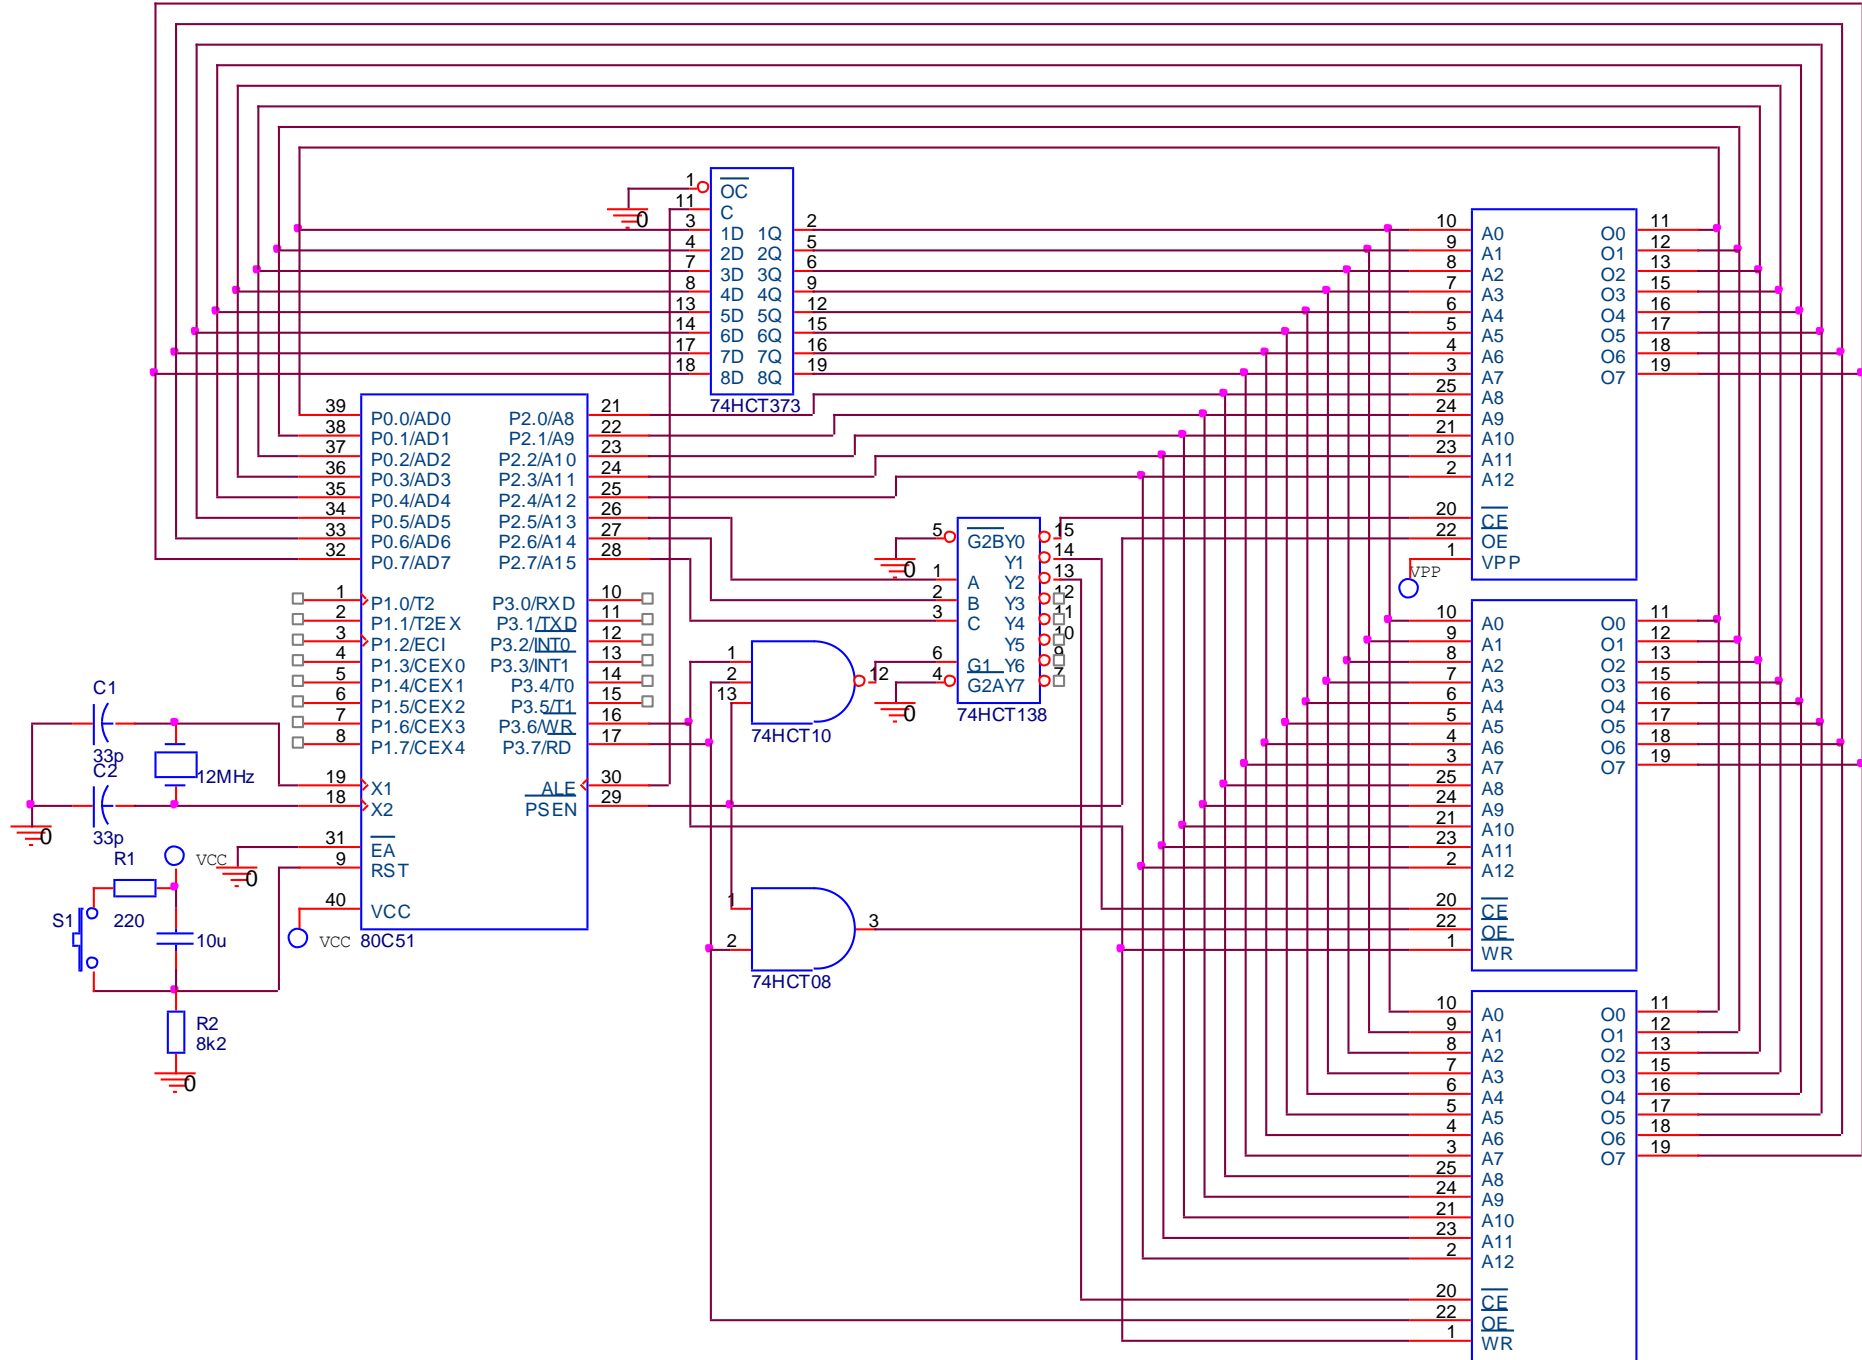 1 OC
11 C
3 1D 1Q 2
4 2D 2Q 5
7 3D 3Q 6
8 4D 4Q 9
13 5D 5Q 12
14 6D 6Q 15
17 7D 7Q 16
18 8D 8Q 19
0
74HCT373
39 P0.0/AD0 P2.0/A8 21
38 P0.1/AD1 P2.1/A9 22
37 P0.2/AD2 P2.2/A10 23
36 P0.3/AD3 P2.3/A11 24
35 P0.4/AD4 P2.4/A12 25
34 P0.5/AD5 P2.5/A13 26
33 P0.6/AD6 P2.6/A14 27
32 P0.7/AD7 P2.7/A15 28
1 P1.0/T2 P3.0/RXD 10
2 P1.1/T2EX P3.1/TXD 11
3 P1.2/ECI P3.2/INT0 12
4 P1.3/CEX0 P3.3/INT1 13
5 P1.4/CEX1 P3.4/T0 14
6 P1.5/CEX2 P3.5/T1 15
7 P1.6/CEX3 P3.6/WR 16
8 P1.7/CEX4 P3.7/RD 17
19 X1 ALE 30
18 X2 PSEN 29
31 EA
9 RST
40 VCC
80C51
C1
33p
C2
33p
12MHz
0
R1
220
VCC
0
S1
10u
VCC
R2
8k2
0
5 G2B Y0 15
Y1 14
1 A Y2 13
2 B Y3 12
3 C Y4 11
Y5 10
6 G1 Y6 9
4 G2A Y7 7
0
0
74HCT138
1
2
13
12
74HCT10
1
2
3
74HCT08
10 A0 O0 11
9 A1 O1 12
8 A2 O2 13
7 A3 O3 15
6 A4 O4 16
5 A5 O5 17
4 A6 O6 18
3 A7 O7 19
25 A8
24 A9
21 A10
23 A11
2 A12
20 CE
22 OE
1 VPP
VPP
10 A0 O0 11
9 A1 O1 12
8 A2 O2 13
7 A3 O3 15
6 A4 O4 16
5 A5 O5 17
4 A6 O6 18
3 A7 O7 19
25 A8
24 A9
21 A10
23 A11
2 A12
20 CE
22 OE
1 WR
10 A0 O0 11
9 A1 O1 12
8 A2 O2 13
7 A3 O3 15
6 A4 O4 16
5 A5 O5 17
4 A6 O6 18
3 A7 O7 19
25 A8
24 A9
21 A10
23 A11
2 A12
20 CE
22 OE
1 WR